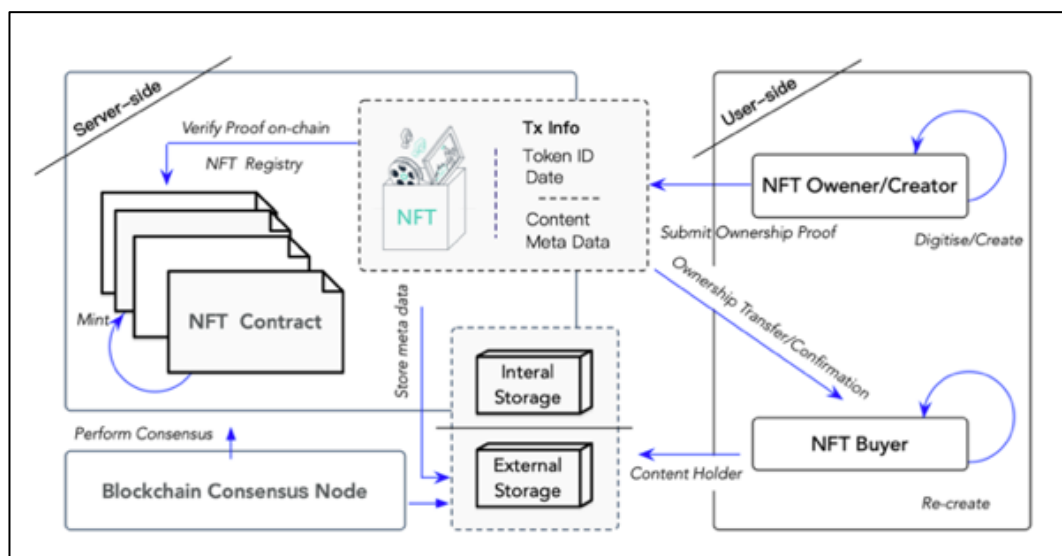 Server-side
Verify Proof on-chain
NFT Registry
NFT
Tx Info
Token ID
Date
Content
Meta Data
User-side
NFT Owener/Creator
Submit Ownership Proof
Digitise/Create
Mint
NFT Contract
Store meta data
Ownership Transfer/Confirmation
Interal
Storage
Perform Consensus
Blockchain Consensus Node
External
Storage
Content Holder
NFT Buyer
Re-create